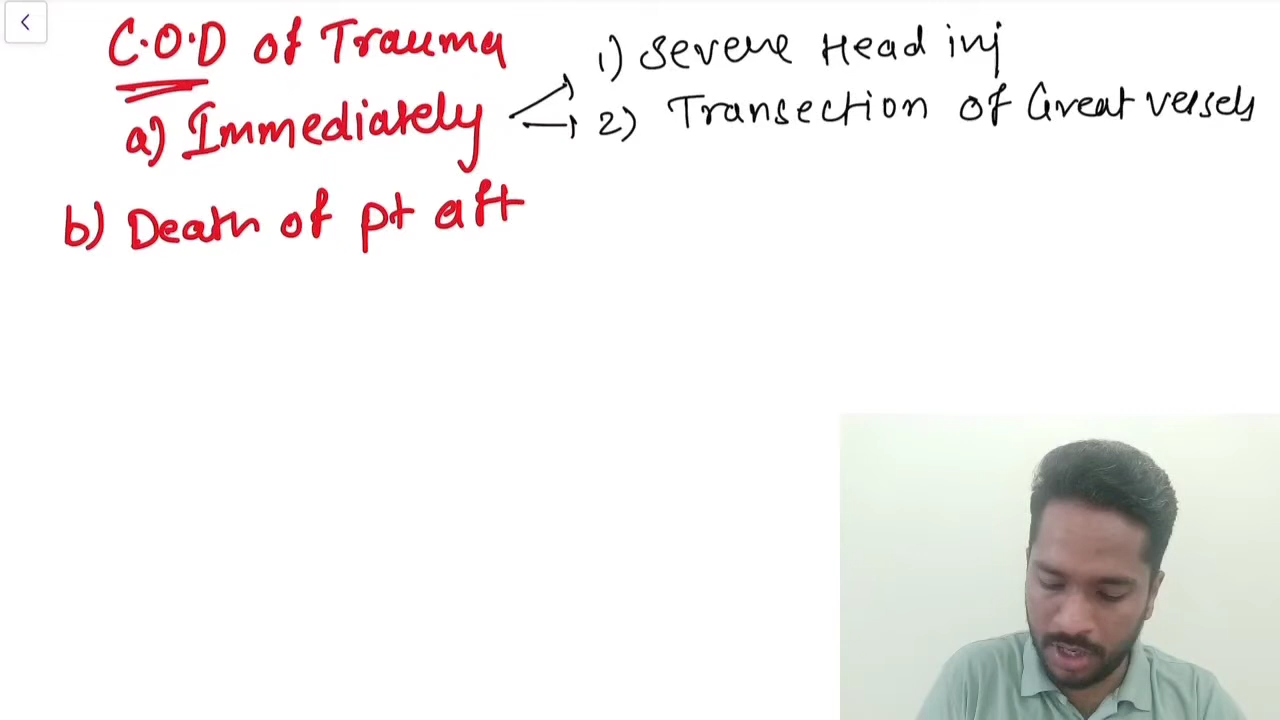 C.O.D of Trauma
a) Immediately
1) Severe Head inj
2) Transection of Great vessels
b) Death of pt aft